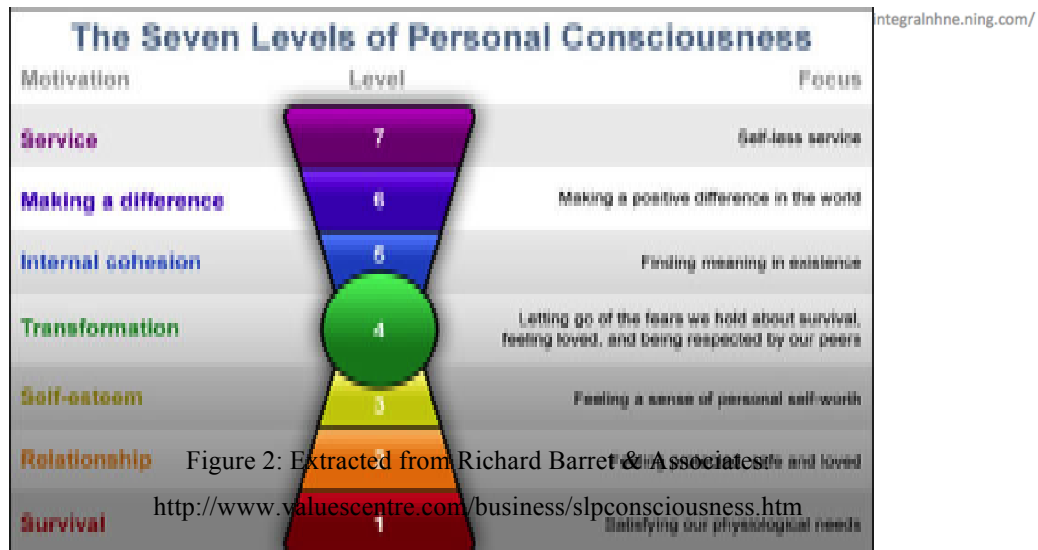 integralnhne.ning.com/
The Seven Levels of Personal Consciousness
Motivation Level Focus
Service 7 Self-less service
Making a difference 6 Making a positive difference in the world
Internal cohesion 5 Finding meaning in existence
Transformation 4 Letting go of the fears we hold about survival,
feeling loved, and being respected by our peers
Self-esteem 3 Feeling a sense of personal self-worth
Relationship 2 safe and loved
Figure 2: Extracted from Richard Barret & Associates:
http://www.valuescentre.com/business/slpconsciousness.htm
Survival 1 Satisfying our physiological needs